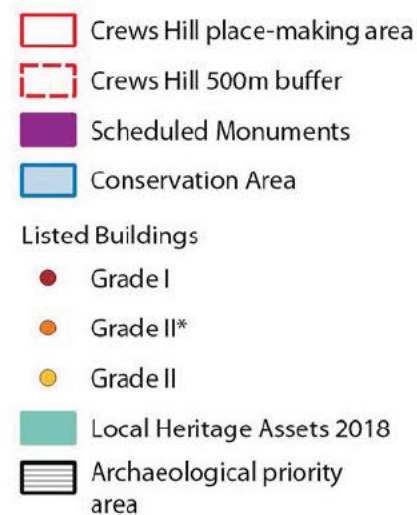 Crews Hill place-making area
Crews Hill 500m buffer
Scheduled Monuments
Conservation Area
Listed Buildings
Grade I
Grade II*
Grade II
Local Heritage Assets 2018
Archaeological priority
area